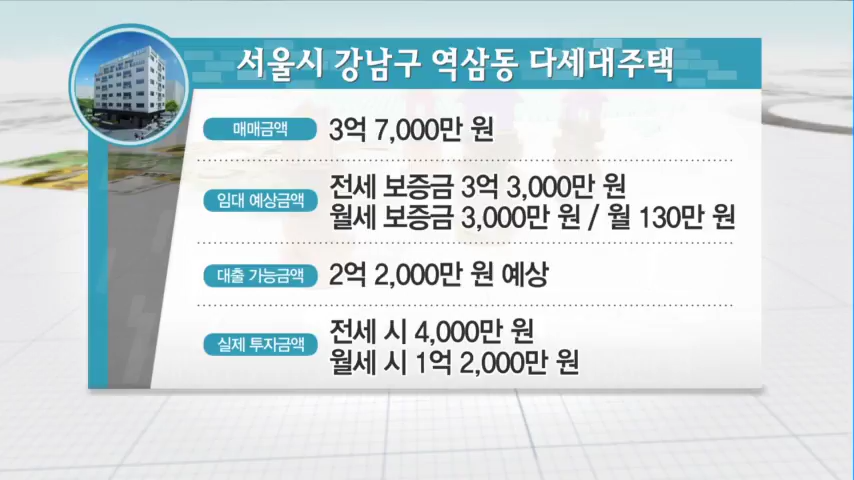 서울시 강남구 역삼동 다세대주택
매매금액 3억 7,000만 원
임대 예상금액 전세 보증금 3억 3,000만 원
월세 보증금 3,000만 원 / 월 130만 원
대출 가능금액 2억 2,000만 원 예상
실제 투자금액 전세 시 4,000만 원
월세 시 1억 2,000만 원